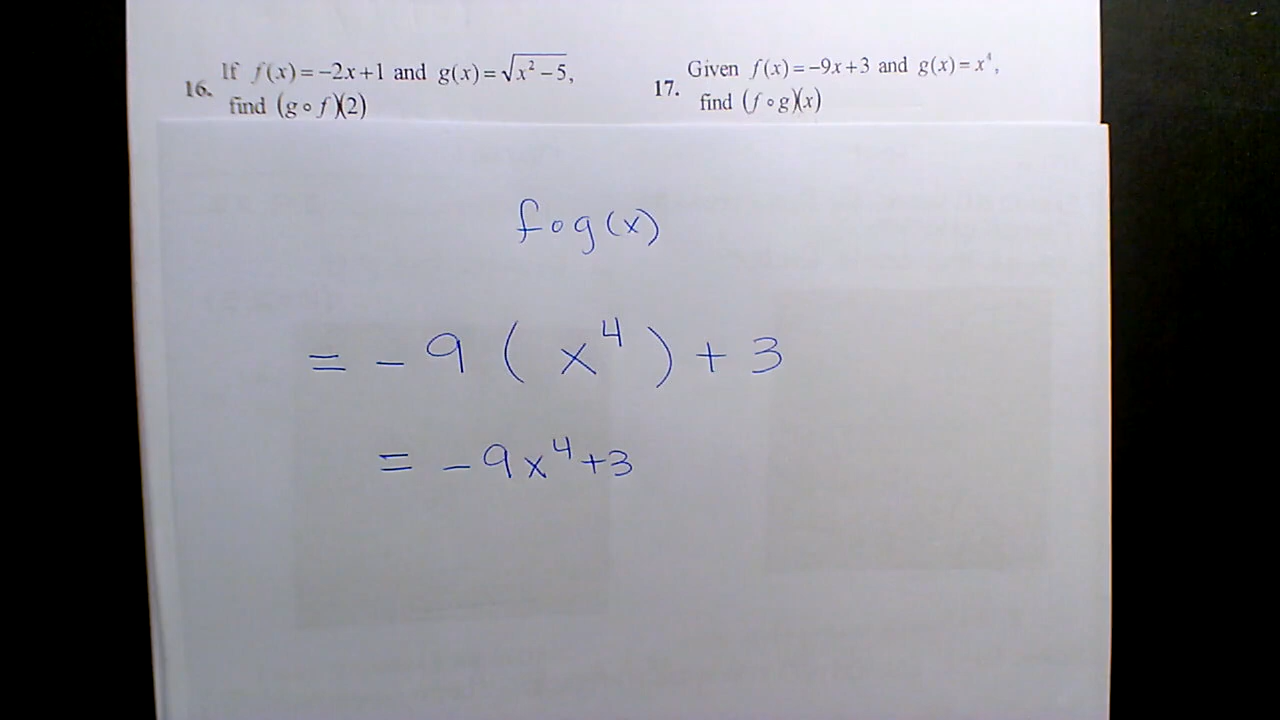 16. If f(x)=−2x+1 and g(x)=√(x²−5),
find (g∘f)(2)
17. Given f(x)=−9x+3 and g(x)=x⁴,
find (f∘g)(x)
fog(x)
= −9 ( x⁴ ) + 3
= −9x⁴+3